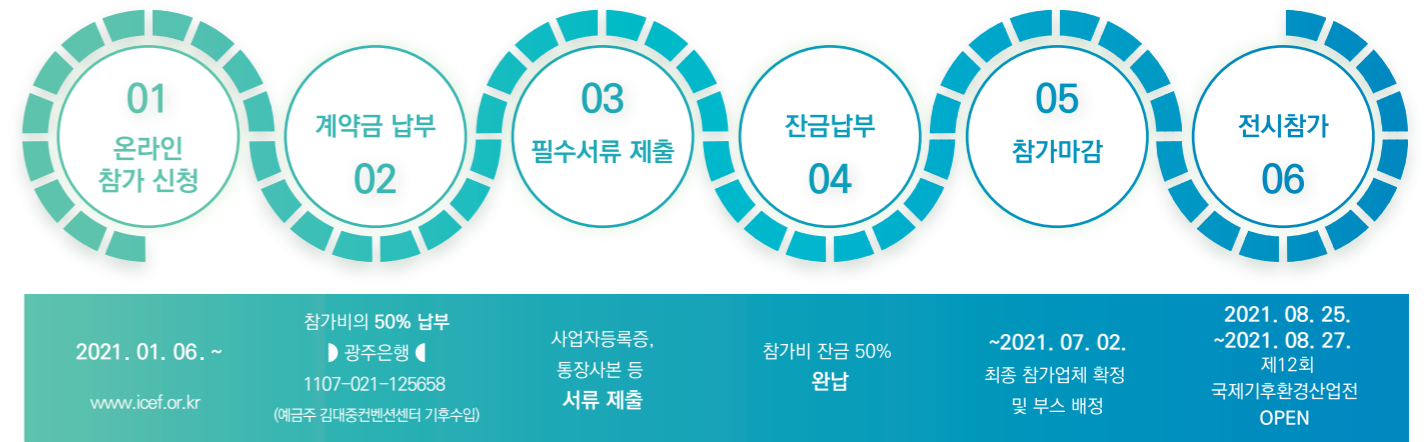 01
온라인
참가 신청
계약금 납부
02
03
필수서류 제출
잔금납부
04
05
참가마감
전시참가
06
2021. 01. 06. ~
www.icef.or.kr
참가비의 50% 납부
◗ 광주은행 ◖
1107-021-125658
(예금주 김대중컨벤션센터 기후수입)
사업자등록증,
통장사본 등
서류 제출
참가비 잔금 50%
완납
~2021. 07. 02.
최종 참가업체 확정
및 부스 배정
2021. 08. 25.
~2021. 08. 27.
제12회
국제기후환경산업전
OPEN